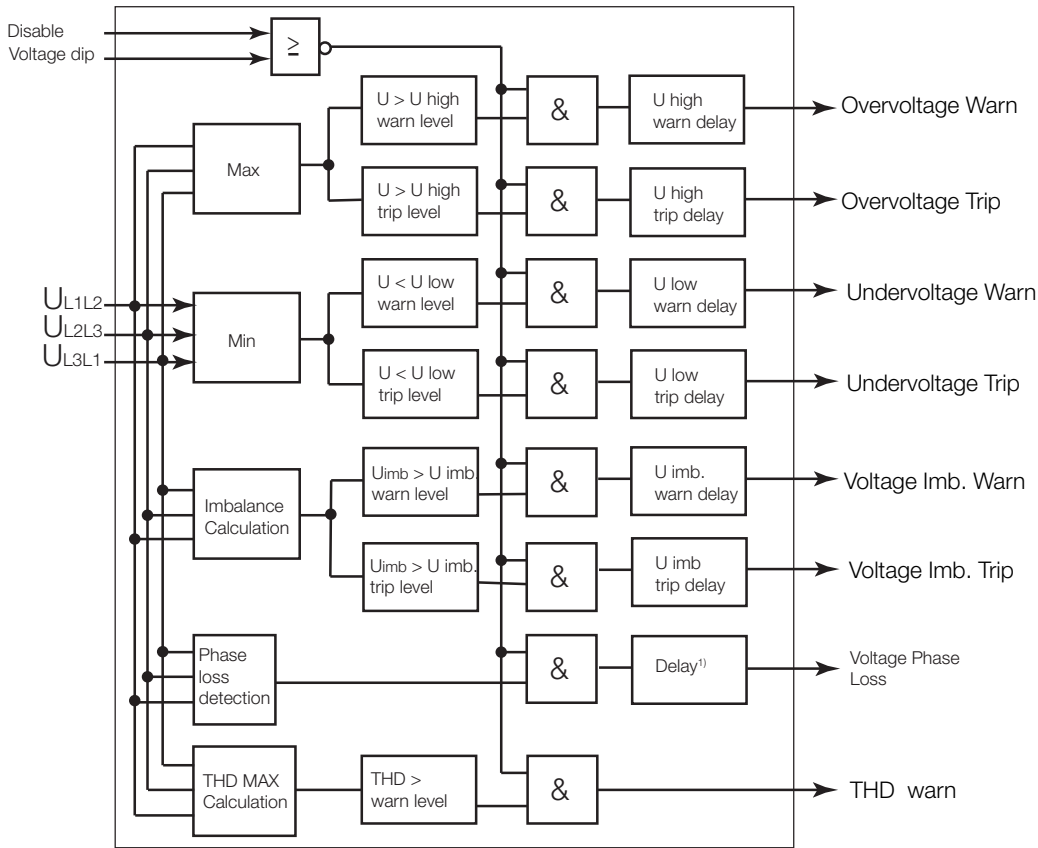 Disable
Voltage dip
≥
U > U high
warn level
&
U high
warn delay
Overvoltage Warn
Max
U > U high
trip level
&
U high
trip delay
Overvoltage Trip
UL1L2
UL2L3
UL3L1
U < U low
warn level
&
U low
warn delay
Undervoltage Warn
Min
U < U low
trip level
&
U low
trip delay
Undervoltage Trip
Uimb > U imb.
warn level
&
U imb.
warn delay
Voltage Imb. Warn
Imbalance
Calculation
Uimb > U imb.
trip level
&
U imb
trip delay
Voltage Imb. Trip
Phase
loss
detection
&
Delay¹⁾
Voltage Phase
Loss
THD MAX
Calculation
THD >
warn level
&
THD warn